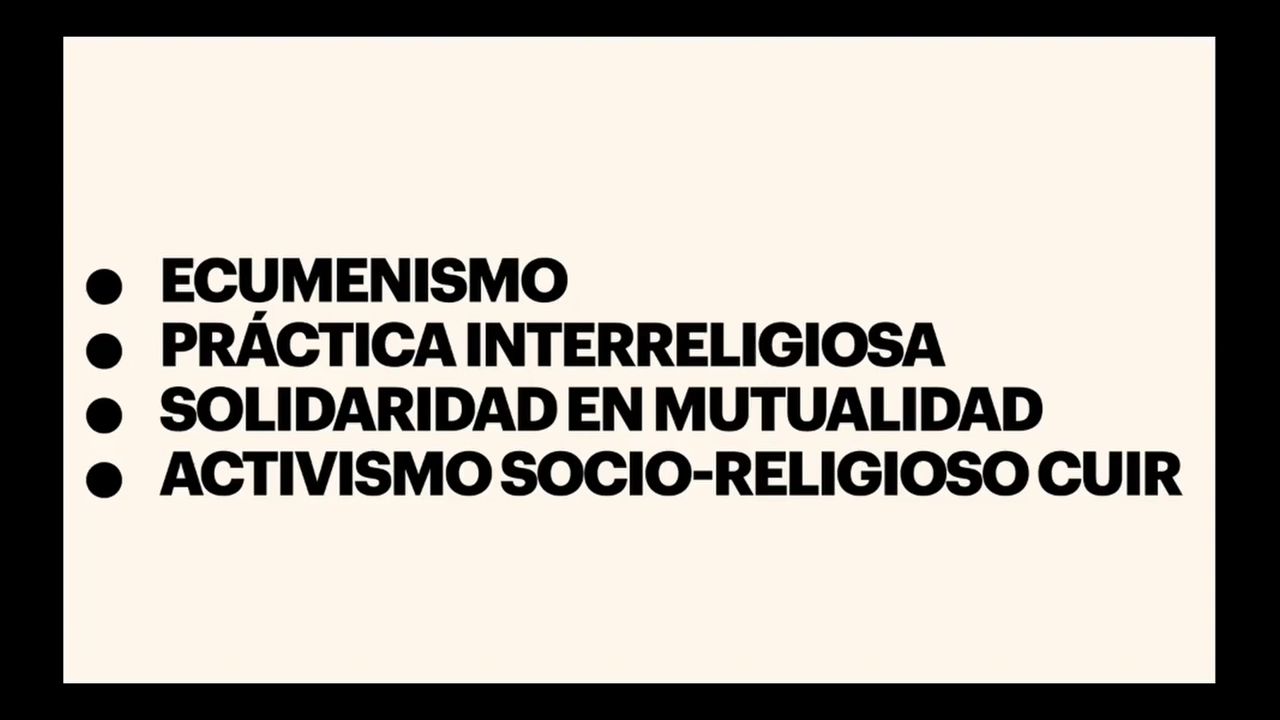 ● ECUMENISMO
● PRÁCTICA INTERRELIGIOSA
● SOLIDARIDAD EN MUTUALIDAD
● ACTIVISMO SOCIO-RELIGIOSO CUIR